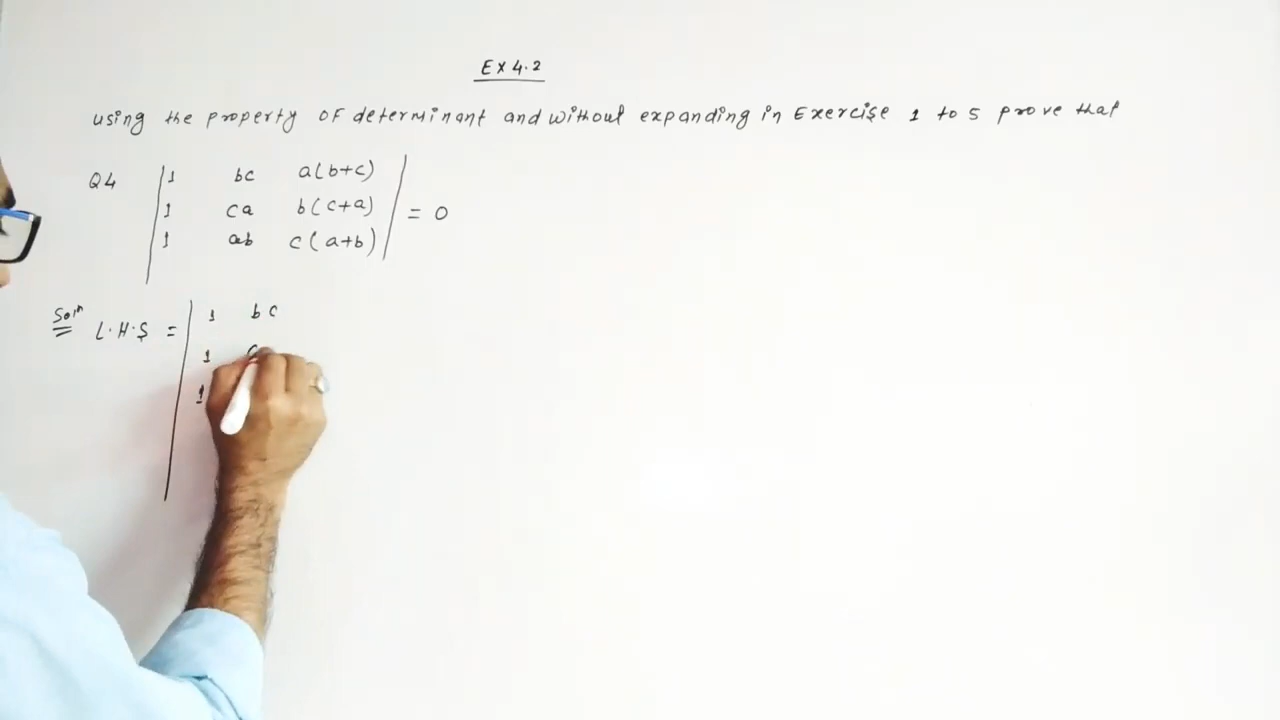 Ex 4.2
using the property of determinant and without expanding in Exercise 1 to 5 prove that
Q4 | 1 bc a(b+c) |
| 1 ca b(c+a) | = 0
| 1 ab c(a+b) |
Soln L.H.S = | 1 bc
1
1